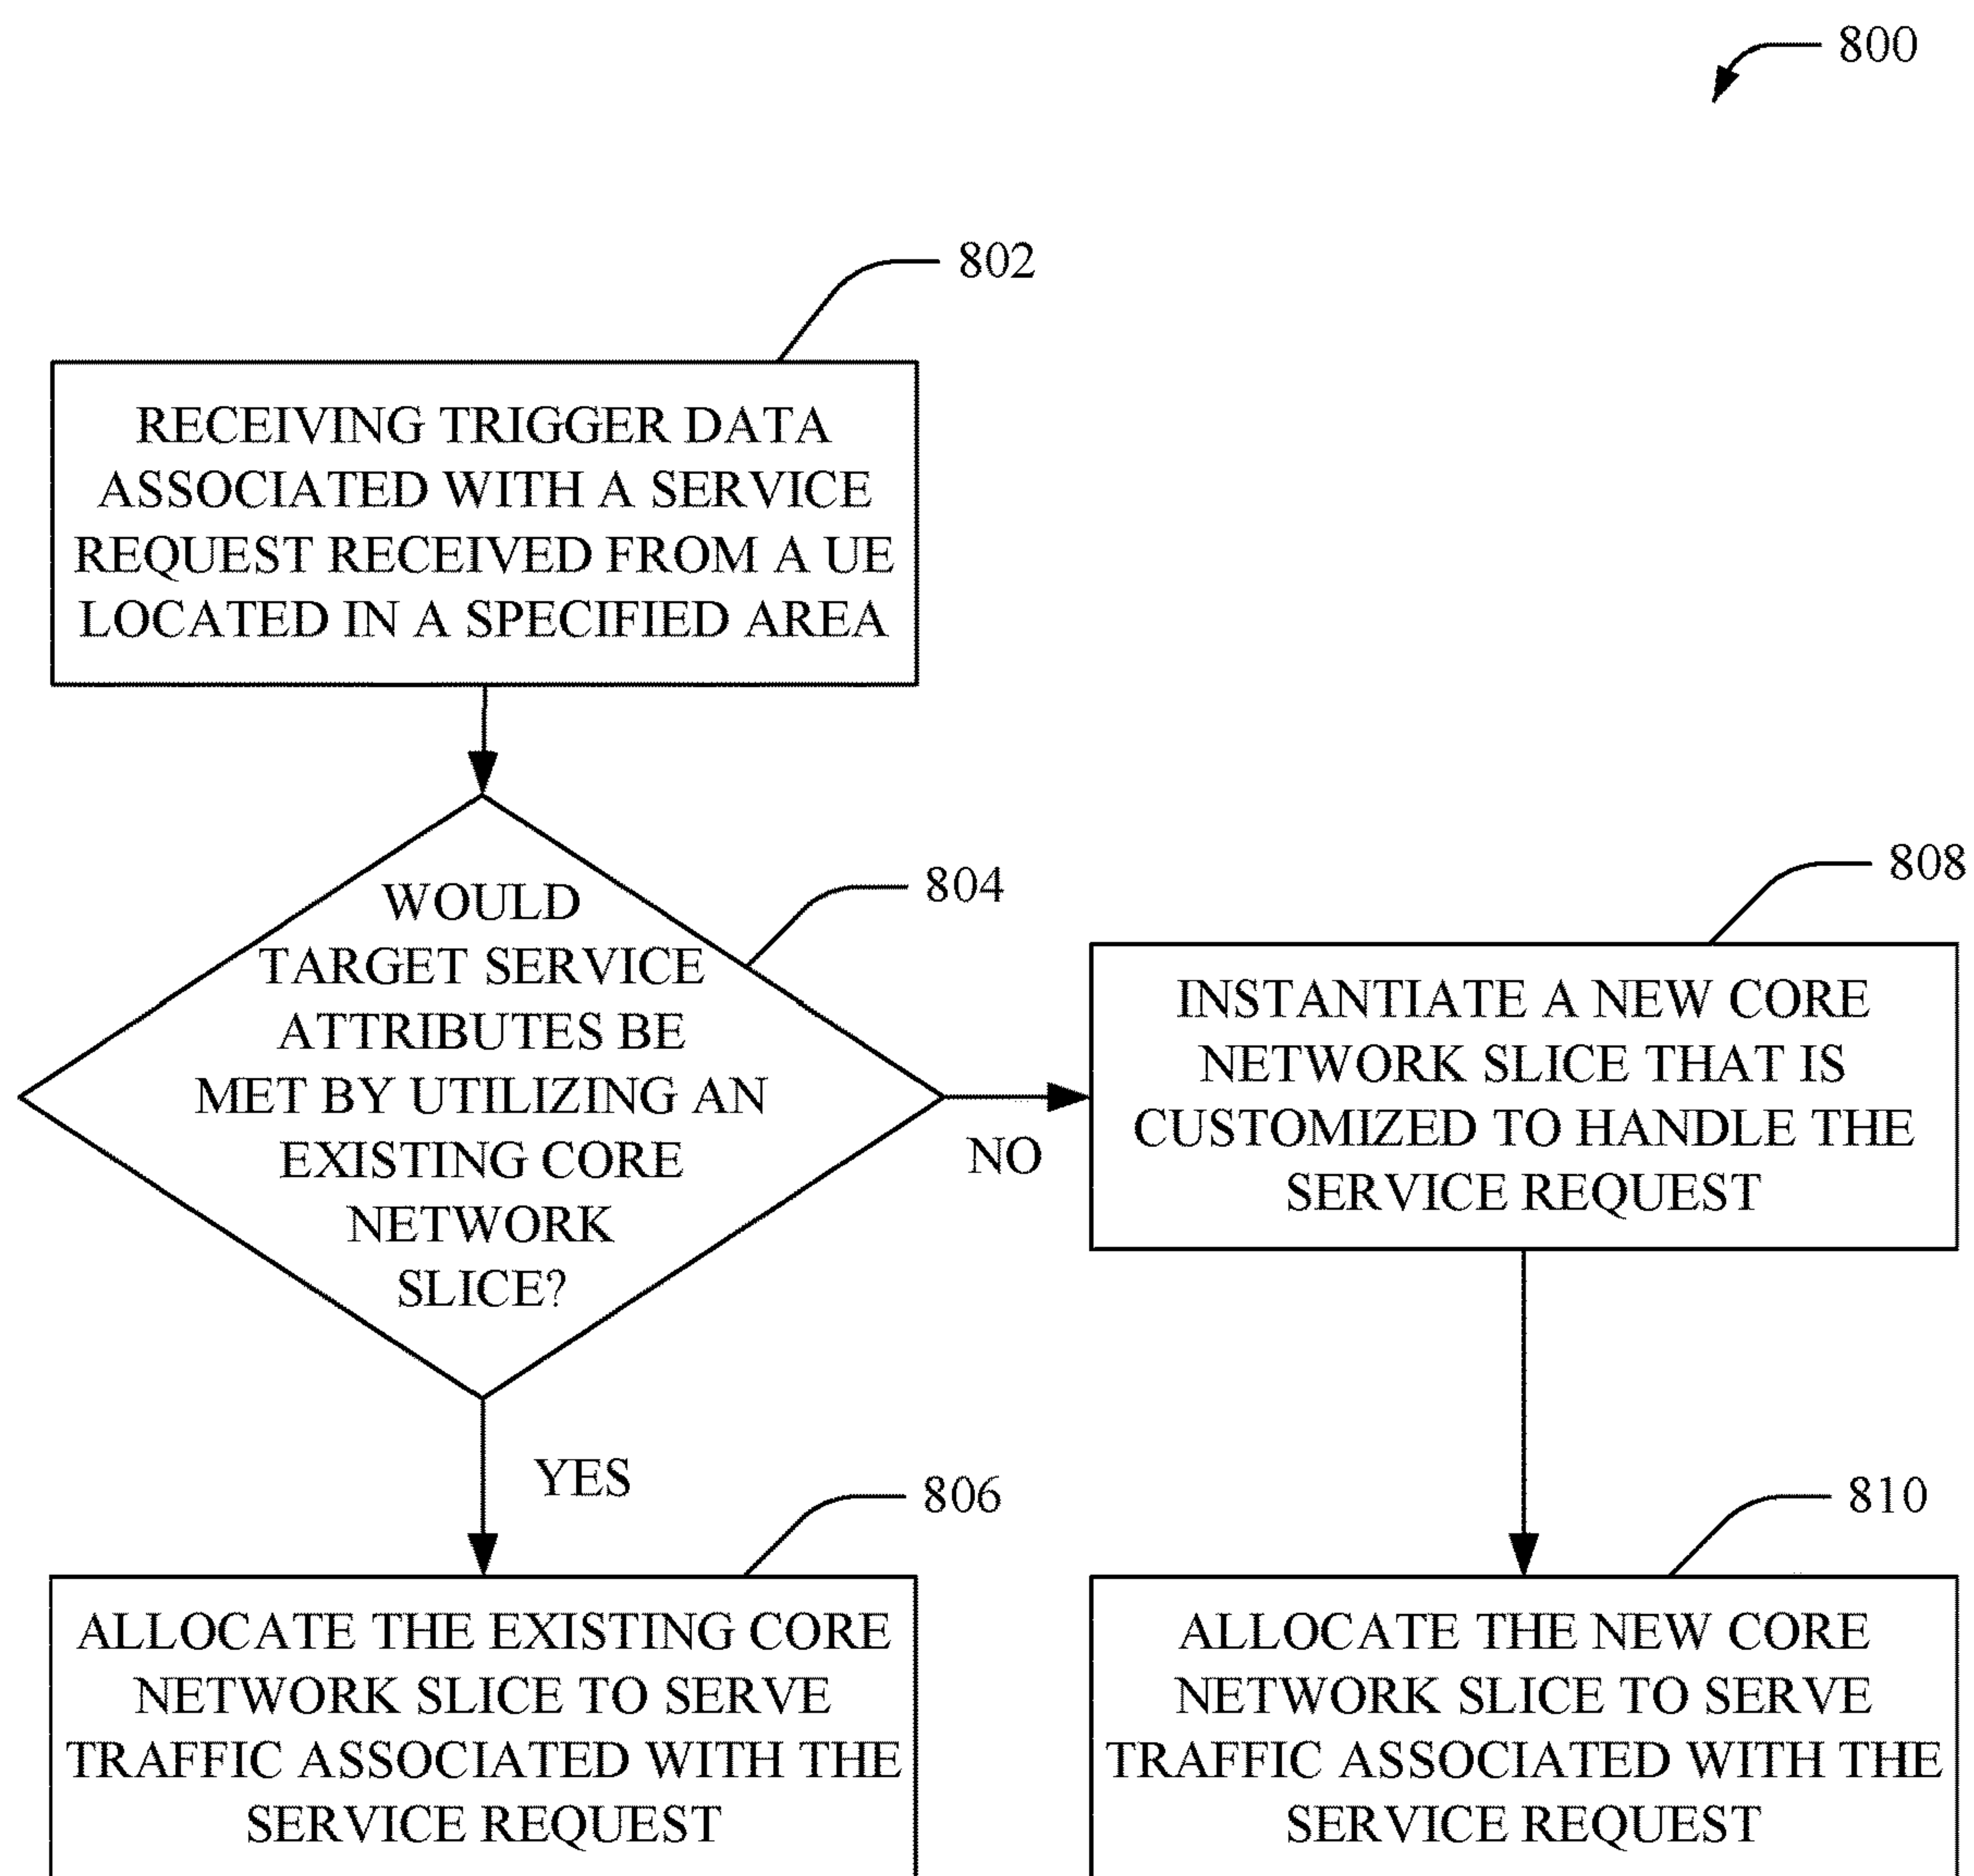 800
802
RECEIVING TRIGGER DATA
ASSOCIATED WITH A SERVICE
REQUEST RECEIVED FROM A UE
LOCATED IN A SPECIFIED AREA
804
WOULD
TARGET SERVICE
ATTRIBUTES BE
MET BY UTILIZING AN
EXISTING CORE
NETWORK
SLICE?
NO
808
INSTANTIATE A NEW CORE
NETWORK SLICE THAT IS
CUSTOMIZED TO HANDLE THE
SERVICE REQUEST
YES
806
ALLOCATE THE EXISTING CORE
NETWORK SLICE TO SERVE
TRAFFIC ASSOCIATED WITH THE
SERVICE REQUEST
810
ALLOCATE THE NEW CORE
NETWORK SLICE TO SERVE
TRAFFIC ASSOCIATED WITH THE
SERVICE REQUEST